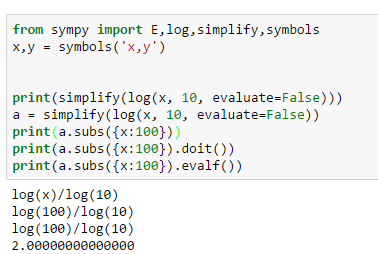 from sympy import E,log,simplify,symbols
x,y = symbols('x,y')
print(simplify(log(x, 10, evaluate=False)))
a = simplify(log(x, 10, evaluate=False))
print(a.subs({x:100}))
print(a.subs({x:100}).doit())
print(a.subs({x:100}).evalf())
log(x)/log(10)
log(100)/log(10)
log(100)/log(10)
2.00000000000000